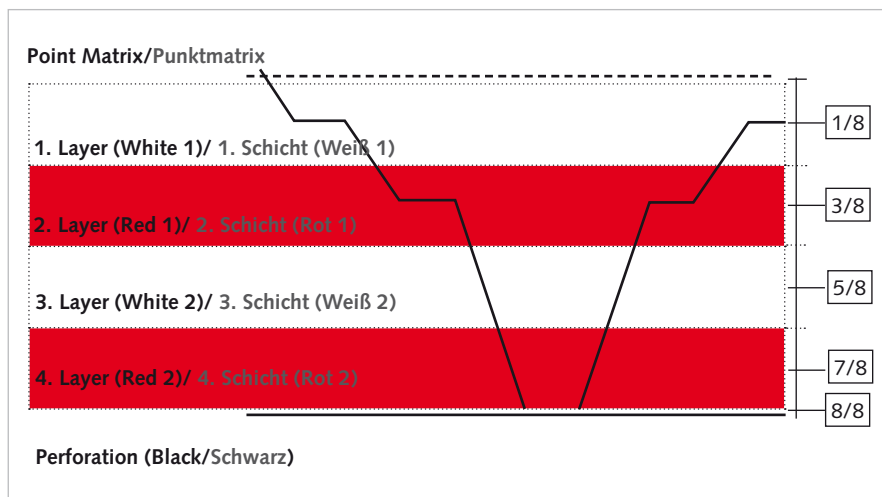 Point Matrix/Punktmatrix
1/8
1. Layer (White 1)/ 1. Schicht (Weiß 1)
3/8
2. Layer (Red 1)/ 2. Schicht (Rot 1)
5/8
3. Layer (White 2)/ 3. Schicht (Weiß 2)
7/8
4. Layer (Red 2)/ 4. Schicht (Rot 2)
8/8
Perforation (Black/Schwarz)